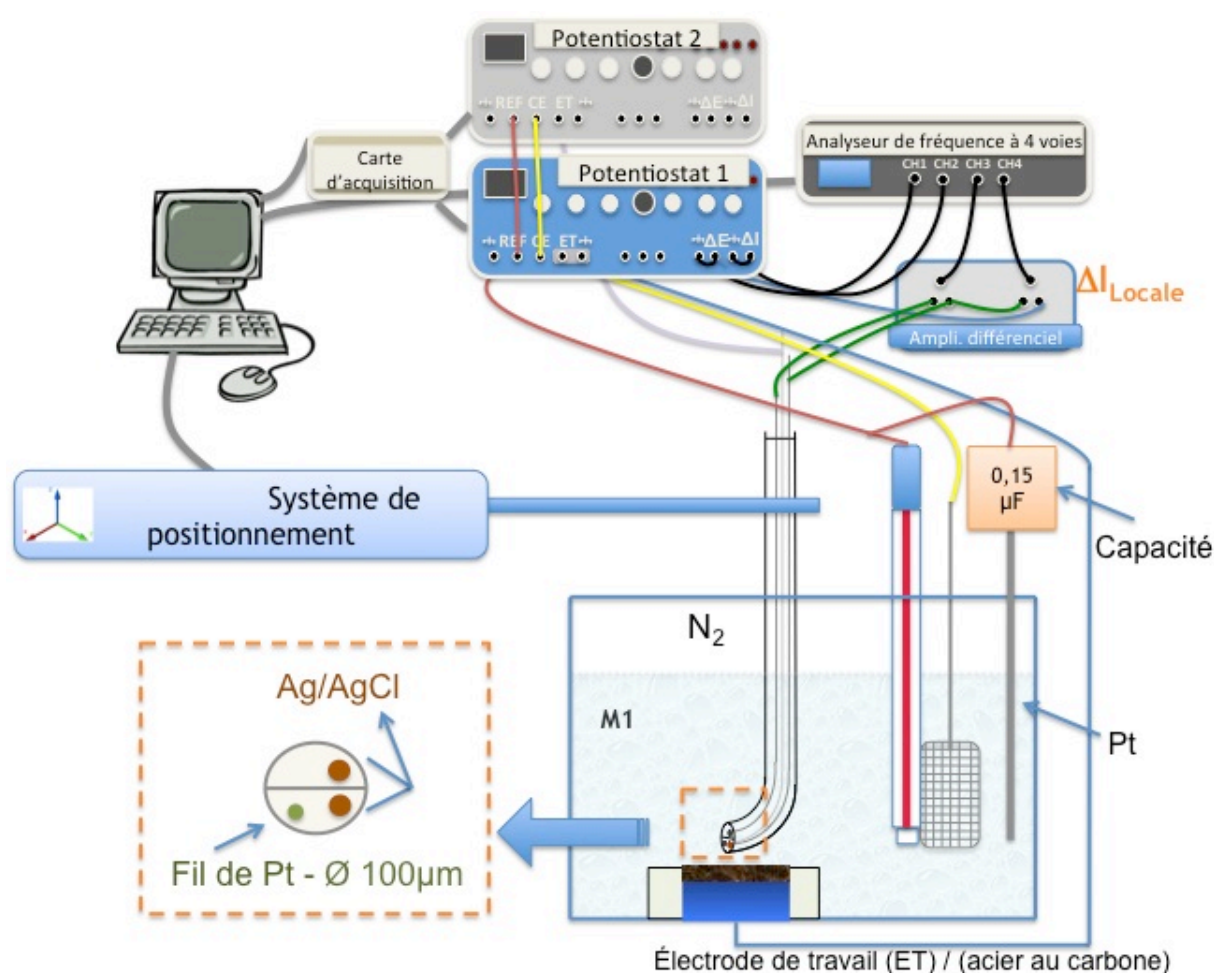 Potentiostat 2
REF CE ET ΔE ΔI
Carte
d'acquisition
Analyseur de fréquence à 4 voies
CH1 CH2 CH3 CH4
Potentiostat 1
REF CE ET ΔE ΔI
ΔI Locale
Ampli. différenciel
0,15
µF
Système de
positionnement
Capacité
N2
Ag/AgCl
M1
Pt
Fil de Pt - Ø 100µm
Électrode de travail (ET) / (acier au carbone)